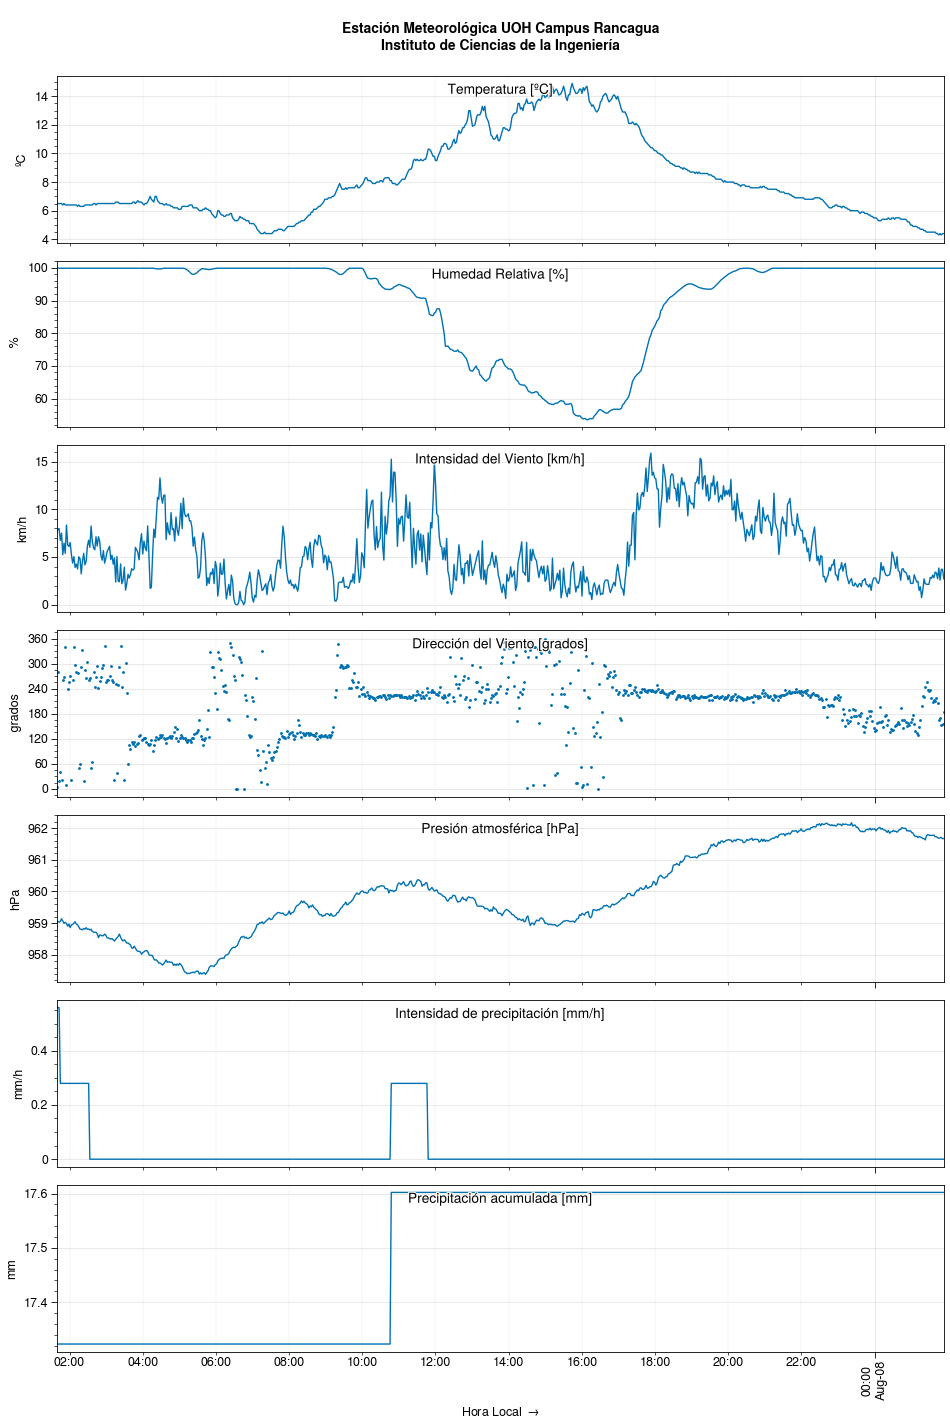 Estación Meteorológica UOH Campus Rancagua
Instituto de Ciencias de la Ingeniería
Temperatura [ºC]
ºC
14
12
10
8
6
4
Humedad Relativa [%]
%
100
90
80
70
60
Intensidad del Viento [km/h]
km/h
15
10
5
0
Dirección del Viento [grados]
grados
360
300
240
180
120
60
0
Presión atmosférica [hPa]
hPa
962
961
960
959
958
Intensidad de precipitación [mm/h]
mm/h
0.4
0.2
0
Precipitación acumulada [mm]
mm
17.6
17.5
17.4
02:00 04:00 06:00 08:00 10:00 12:00 14:00 16:00 18:00 20:00 22:00
00:00
Aug-08
Hora Local →